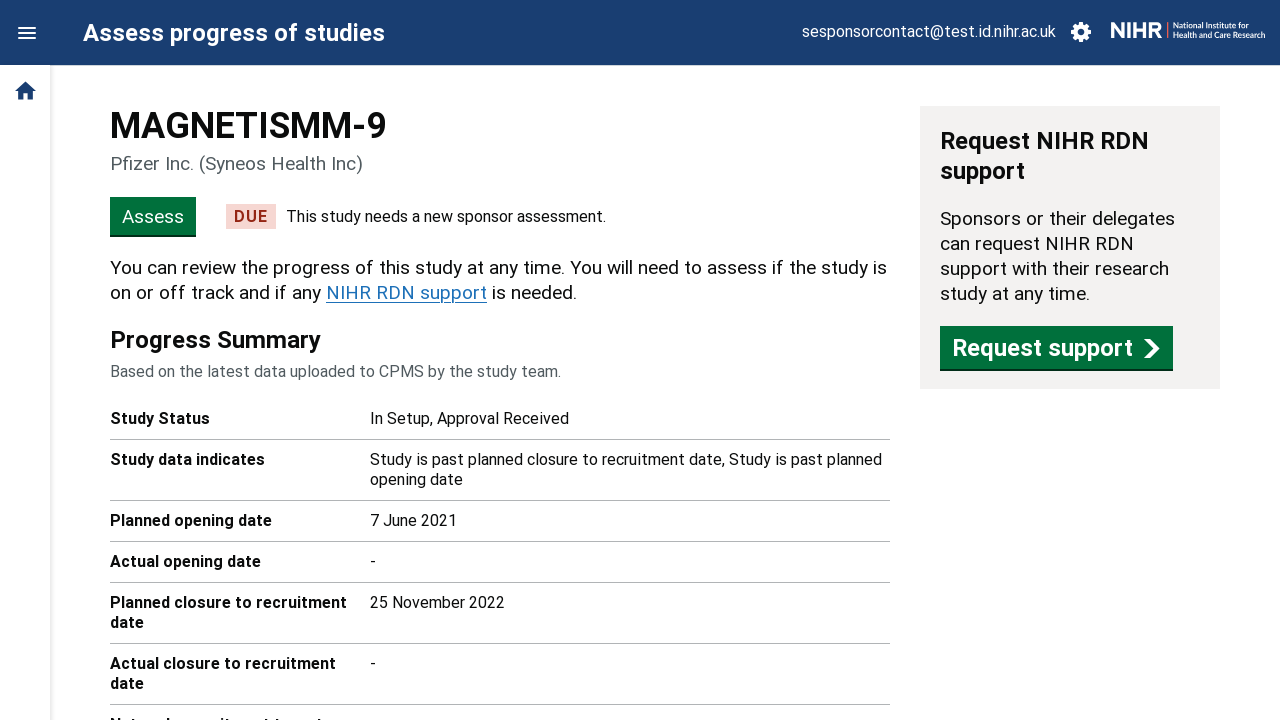 Assess progress of studies
sesponsorcontact@test.id.nihr.ac.uk
NIHR | National Institute for
Health and Care Research
MAGNETISMM-9
Pfizer Inc. (Syneos Health Inc)
Assess
DUE
This study needs a new sponsor assessment.
You can review the progress of this study at any time. You will need to assess if the study is
on or off track and if any NIHR RDN support is needed.
Progress Summary
Based on the latest data uploaded to CPMS by the study team.
Study Status
In Setup, Approval Received
Study data indicates
Study is past planned closure to recruitment date, Study is past planned
opening date
Planned opening date
7 June 2021
Actual opening date
-
Planned closure to recruitment
date
25 November 2022
Actual closure to recruitment
date
-
Request NIHR RDN
support
Sponsors or their delegates
can request NIHR RDN
support with their research
study at any time.
Request support